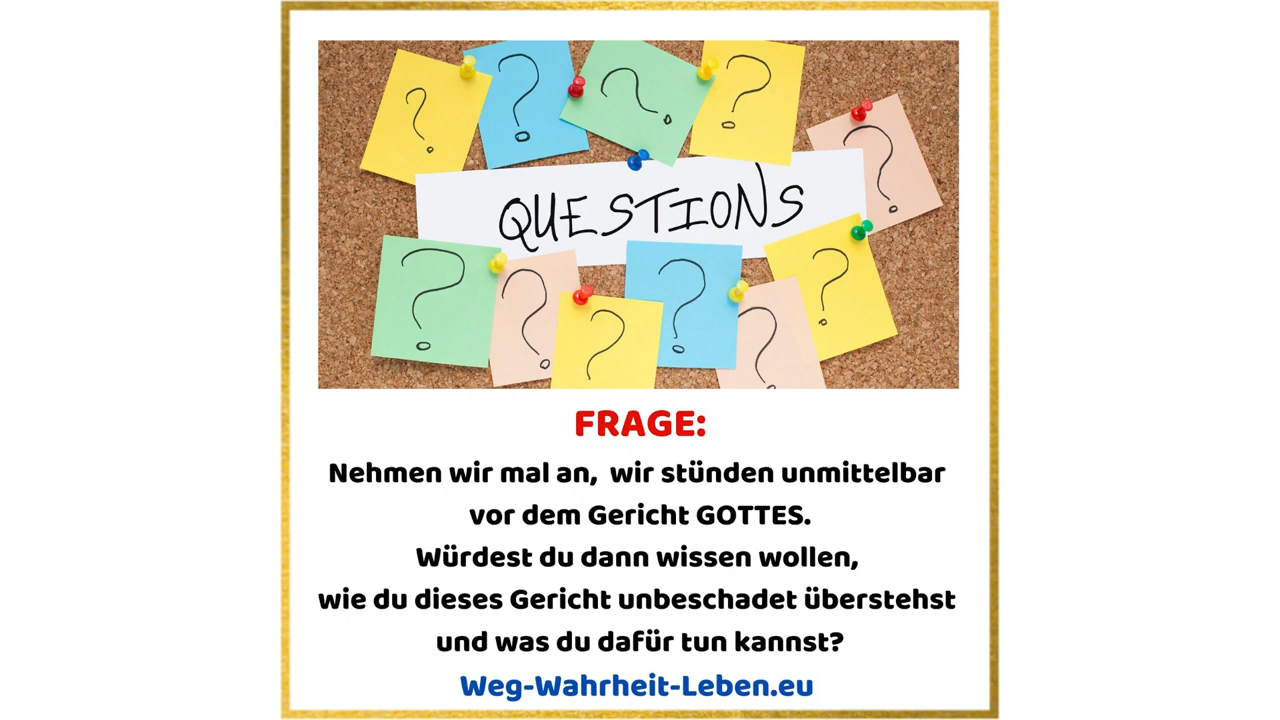 ? ? ? ?
?
QUESTIONS
? ? ? ? ? ?
FRAGE:
Nehmen wir mal an, wir stünden unmittelbar
vor dem Gericht GOTTES.
Würdest du dann wissen wollen,
wie du dieses Gericht unbeschadet überstehst
und was du dafür tun kannst?
Weg-Wahrheit-Leben.eu